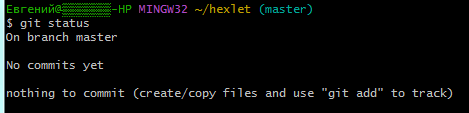 Евгений@▒▒▒▒▒▒▒-HP MINGW32 ~/hexlet (master)
$ git status
On branch master
No commits yet
nothing to commit (create/copy files and use "git add" to track)